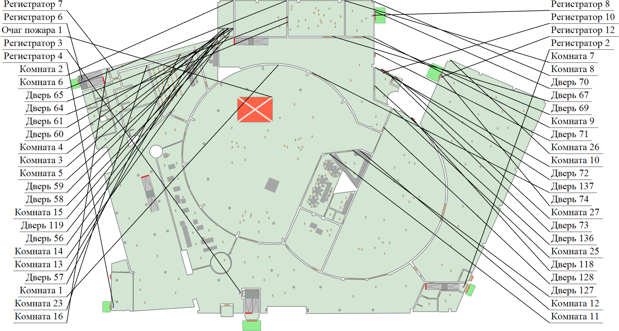 Регистратор 7
Регистратор 6
Очаг пожара 1
Регистратор 3
Регистратор 4
Комната 2
Комната 6
Дверь 65
Дверь 64
Дверь 61
Дверь 60
Комната 4
Комната 3
Комната 5
Дверь 59
Дверь 58
Комната 15
Дверь 119
Дверь 56
Комната 14
Комната 13
Дверь 57
Комната 1
Комната 23
Комната 16
Регистратор 8
Регистратор 10
Регистратор 12
Регистратор 2
Комната 7
Комната 8
Дверь 70
Дверь 67
Дверь 69
Комната 9
Дверь 71
Комната 26
Комната 10
Дверь 72
Дверь 137
Дверь 74
Комната 27
Дверь 73
Дверь 136
Комната 25
Дверь 118
Дверь 128
Дверь 127
Комната 12
Комната 11